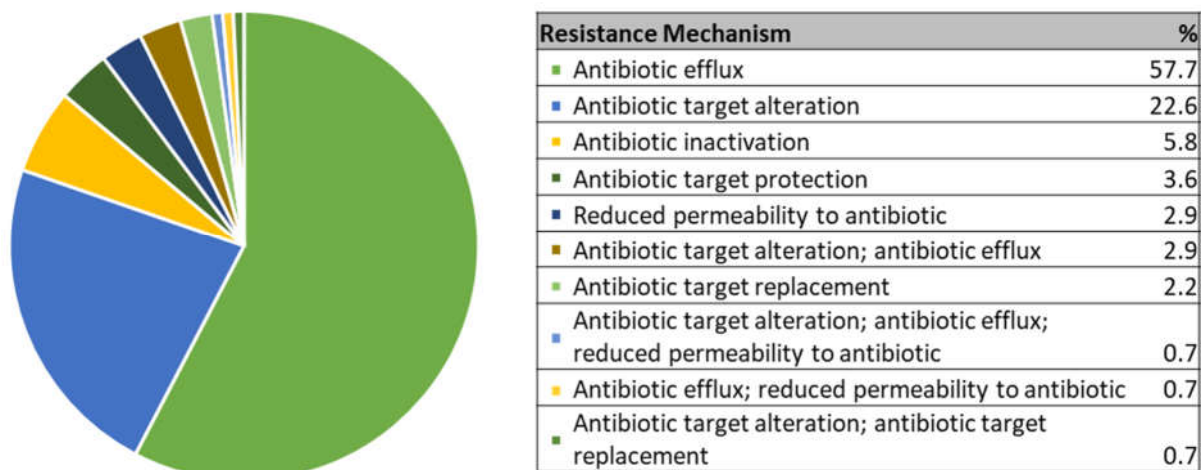 Resistance Mechanism %
Antibiotic efflux 57.7
Antibiotic target alteration 22.6
Antibiotic inactivation 5.8
Antibiotic target protection 3.6
Reduced permeability to antibiotic 2.9
Antibiotic target alteration; antibiotic efflux 2.9
Antibiotic target replacement 2.2
Antibiotic target alteration; antibiotic efflux;
reduced permeability to antibiotic 0.7
Antibiotic efflux; reduced permeability to antibiotic 0.7
Antibiotic target alteration; antibiotic target
replacement 0.7